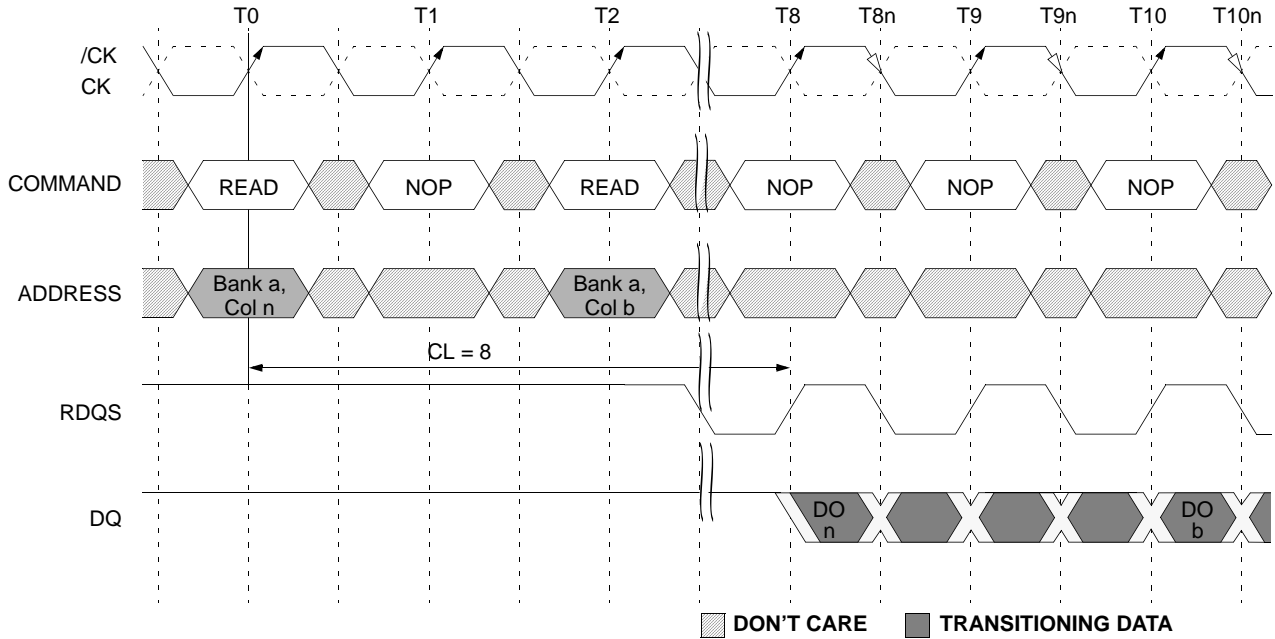 T0 T1 T2 T8 T8n T9 T9n T10 T10n
/CK
CK
COMMAND READ NOP READ NOP NOP NOP
ADDRESS Bank a, Bank a,
Col n Col b
CL = 8
RDQS
DQ DO DO
n b
DON'T CARE TRANSITIONING DATA